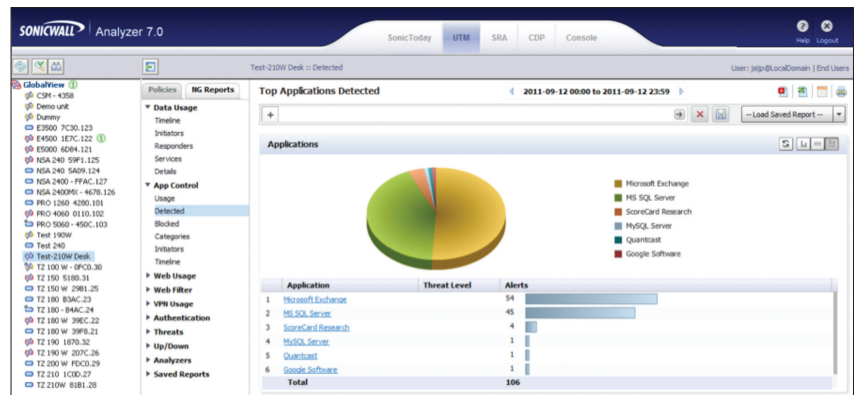 SONICWALL Analyzer 7.0
SonicToday UTM SRA CDP Console
Help Logout
Test-210W Desk :: Detected
User: jsjp@LocalDomain | End Users
GlobalView 1
CSM - 4358
Demo unit
Dummy
E3500 7C30.123
E4500 1E7C.122 1
E5000 6D84.121
NSA 240 59F1.125
NSA 240 5A09.124
NSA 2400 - FFAC.127
NSA 2400MX - 4678.126
PRO 1260 4280.101
PRO 4060 0110.102
PRO 5060 - 450C.103
Test 190W
Test 240
Test-210W Desk
TZ 100 W - 0FC0.30
TZ 150 5180.31
TZ 150 W 2981.25
TZ 180 B3AC.23
TZ 180 - B4AC.24
TZ 180 W 39EC.22
TZ 180 W 39F8.21
TZ 190 1870.32
TZ 190 W 207C.26
TZ 200 W FDC0.29
TZ 210 1C0D.27
TZ 210W 81B1.28
Policies NG Reports
Data Usage
Timeline
Initiators
Responders
Services
Details
App Control
Usage
Detected
Blocked
Categories
Initiators
Timeline
Web Usage
Web Filter
VPN Usage
Authentication
Threats
Up/Down
Analyzers
Saved Reports
Top Applications Detected
2011-09-12 00:00 to 2011-09-12 23:59
+
--Load Saved Report--
Applications
Microsoft Exchange
MS SQL Server
ScoreCard Research
MySQL Server
Quantcast
Google Software
Application Threat Level Alerts
1 Microsoft Exchange 54
2 MS SQL Server 45
3 ScoreCard Research 4
4 MySQL Server 1
5 Quantcast 1
6 Google Software 1
Total 106